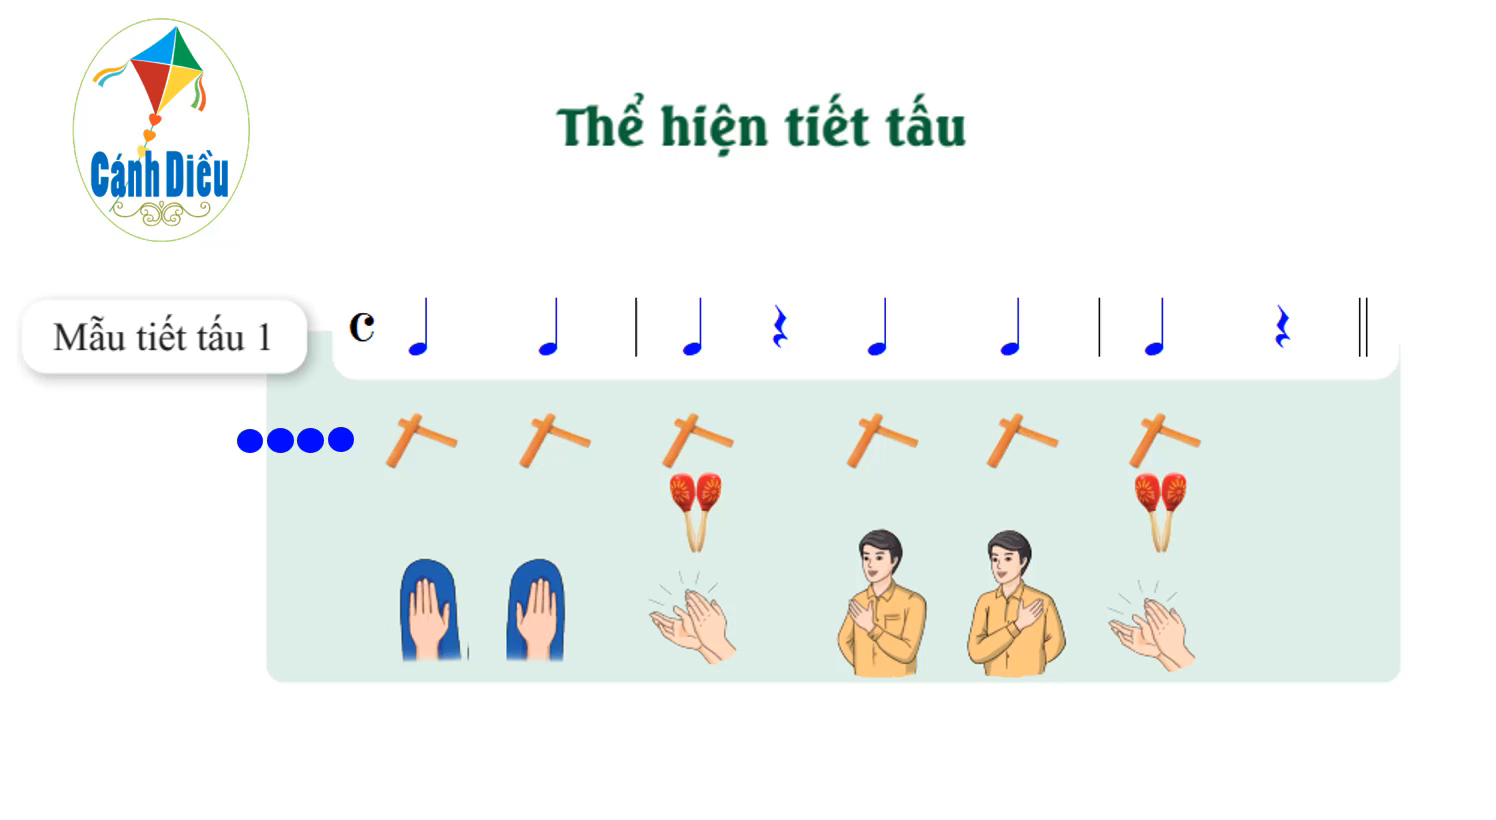 Cánh Diều
Thể hiện tiết tấu
Mẫu tiết tấu 1